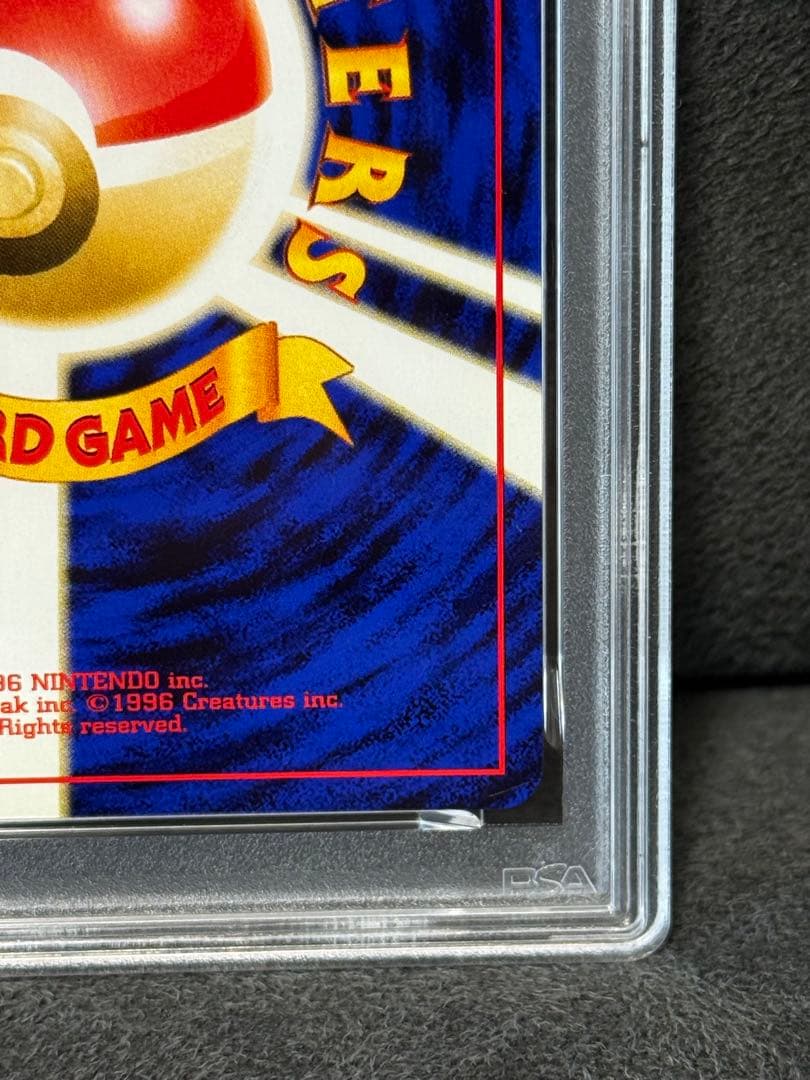 ERS
RD GAME
96 NINTENDO inc.
ak inc. ©1996 Creatures inc.
Rights reserved.
PSA